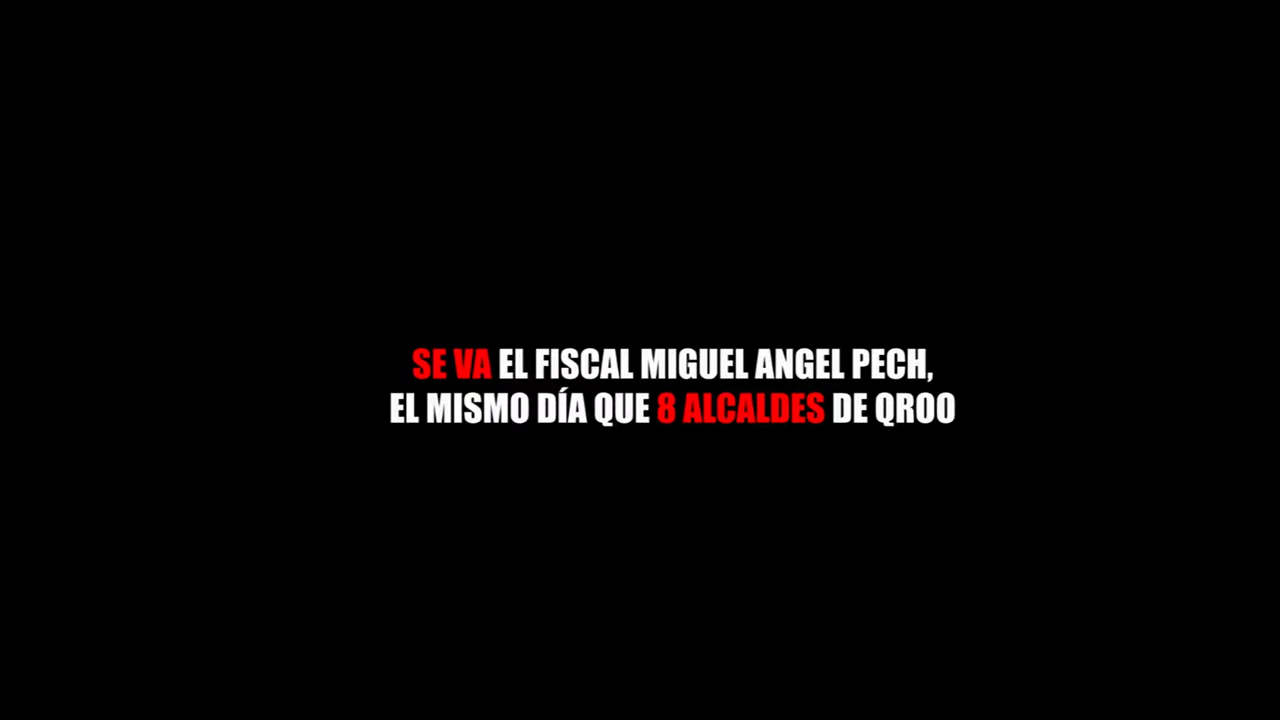 SE VA EL FISCAL MIGUEL ANGEL PECH,
EL MISMO DÍA QUE 8 ALCALDES DE QROO